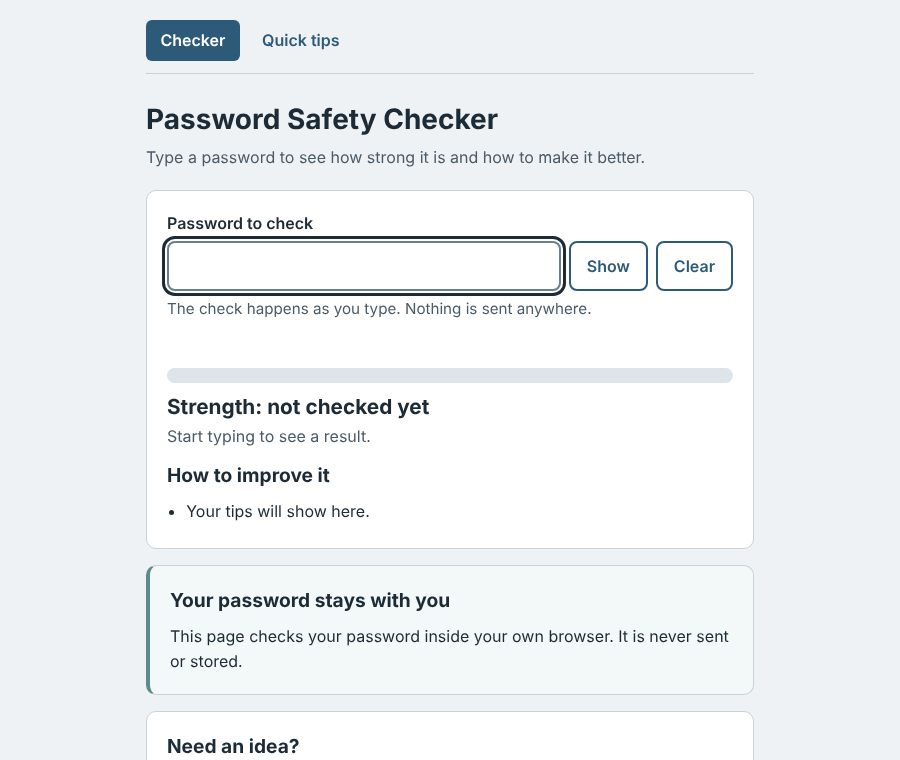 Checker
Quick tips
Password Safety Checker
Type a password to see how strong it is and how to make it better.
Password to check
Show
Clear
The check happens as you type. Nothing is sent anywhere.
Strength: not checked yet
Start typing to see a result.
How to improve it
• Your tips will show here.
Your password stays with you
This page checks your password inside your own browser. It is never sent
or stored.
Need an idea?